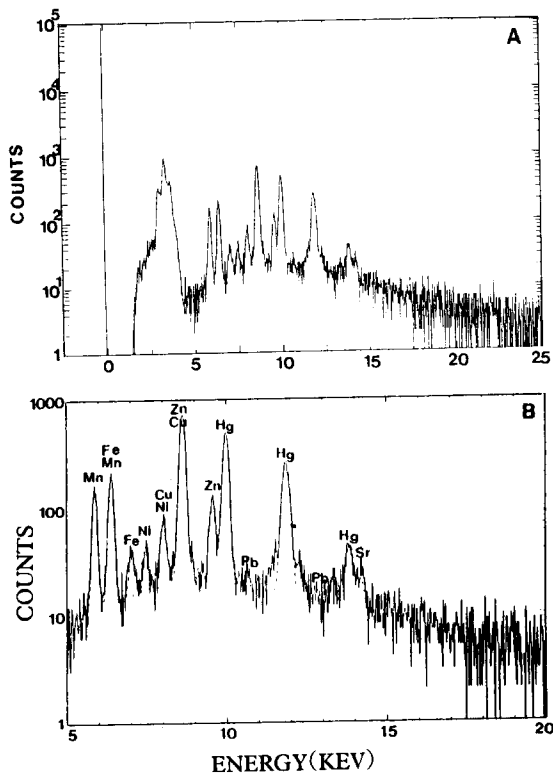 A
10^5
10^4
10^3
10^2
10^1
1
COUNTS
0 5 10 15 20 25
B
1000
100
10
1
COUNTS
Mn
Fe
Mn
Fe
Ni
Cu
Ni
Zn
Cu
Zn
Hg
Pb
Hg
Pb
Hg
Sr
5 10 15 20
ENERGY(KEV)